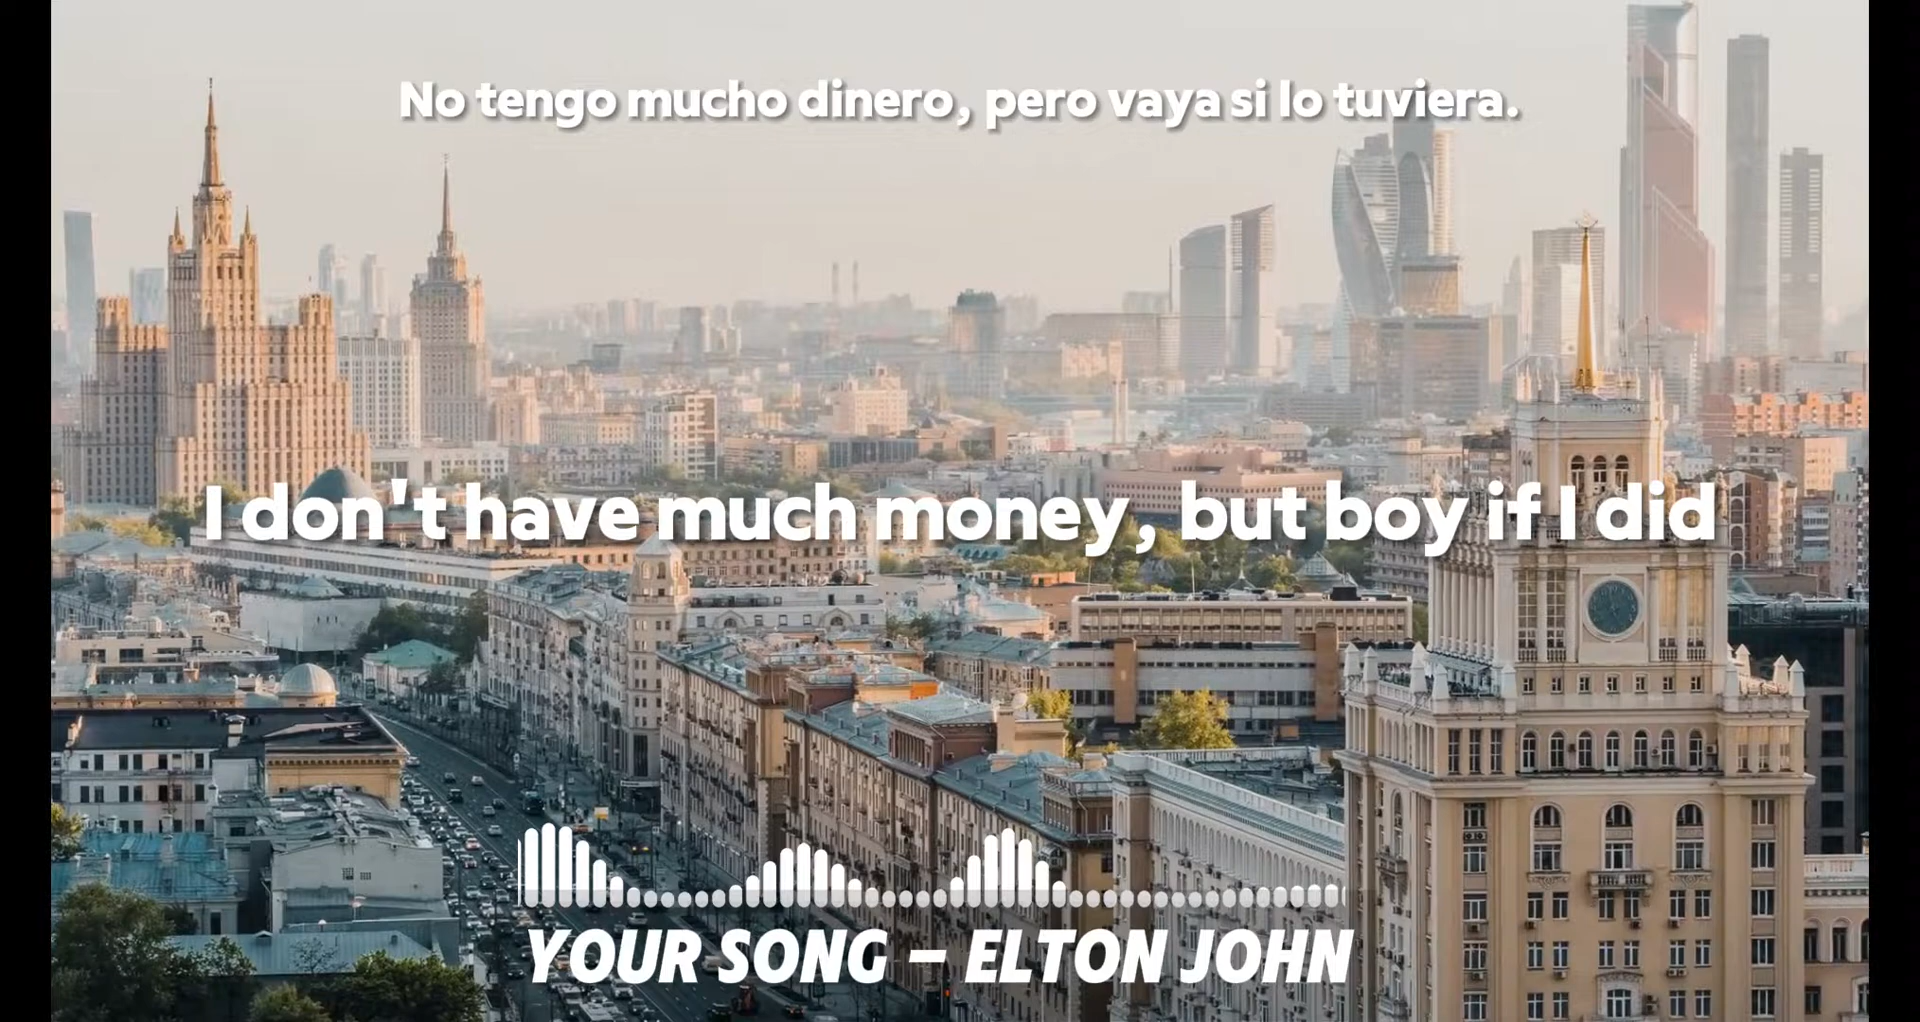 No tengo mucho dinero, pero vaya si lo tuviera.
I don't have much money, but boy if I did
YOUR SONG – ELTON JOHN